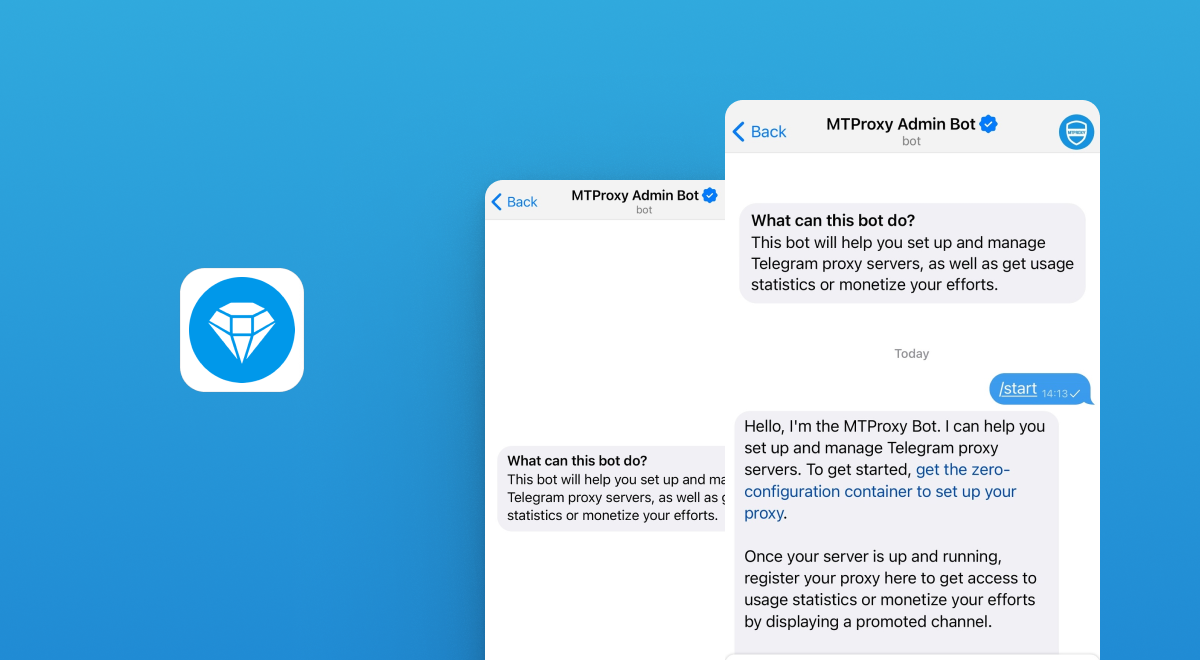 Back
MTProxy Admin Bot
bot
What can this bot do?
This bot will help you set up and
Telegram proxy servers, as well as
statistics or monetize your efforts.
Back
MTProxy Admin Bot
bot
MTPROXY
What can this bot do?
This bot will help you set up and manage
Telegram proxy servers, as well as get usage
statistics or monetize your efforts.
Today
/start 14:13
Hello, I'm the MTProxy Bot. I can help you
set up and manage Telegram proxy
servers. To get started, get the zero-
configuration container to set up your
proxy.
Once your server is up and running,
register your proxy here to get access to
usage statistics or monetize your efforts
by displaying a promoted channel.